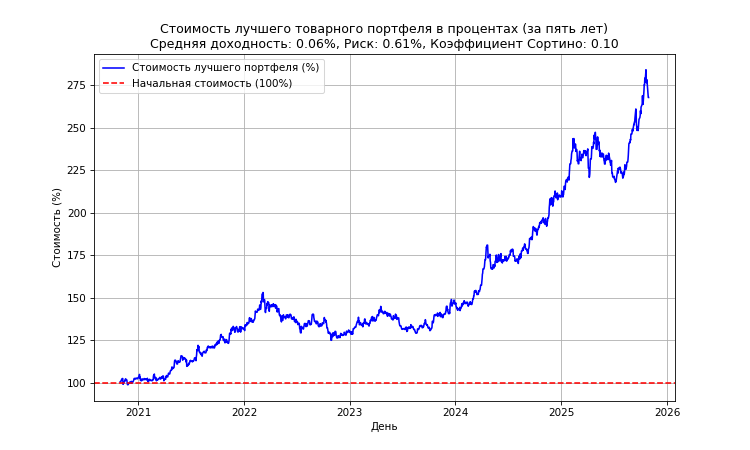 Стоимость лучшего товарного портфеля в процентах (за пять лет)
Средняя доходность: 0.06%, Риск: 0.61%, Коэффициент Сортино: 0.10
Стоимость лучшего портфеля (%)
Начальная стоимость (100%)
275
250
225
200
175
150
125
100
Стоимость (%)
2021 2022 2023 2024 2025 2026
День